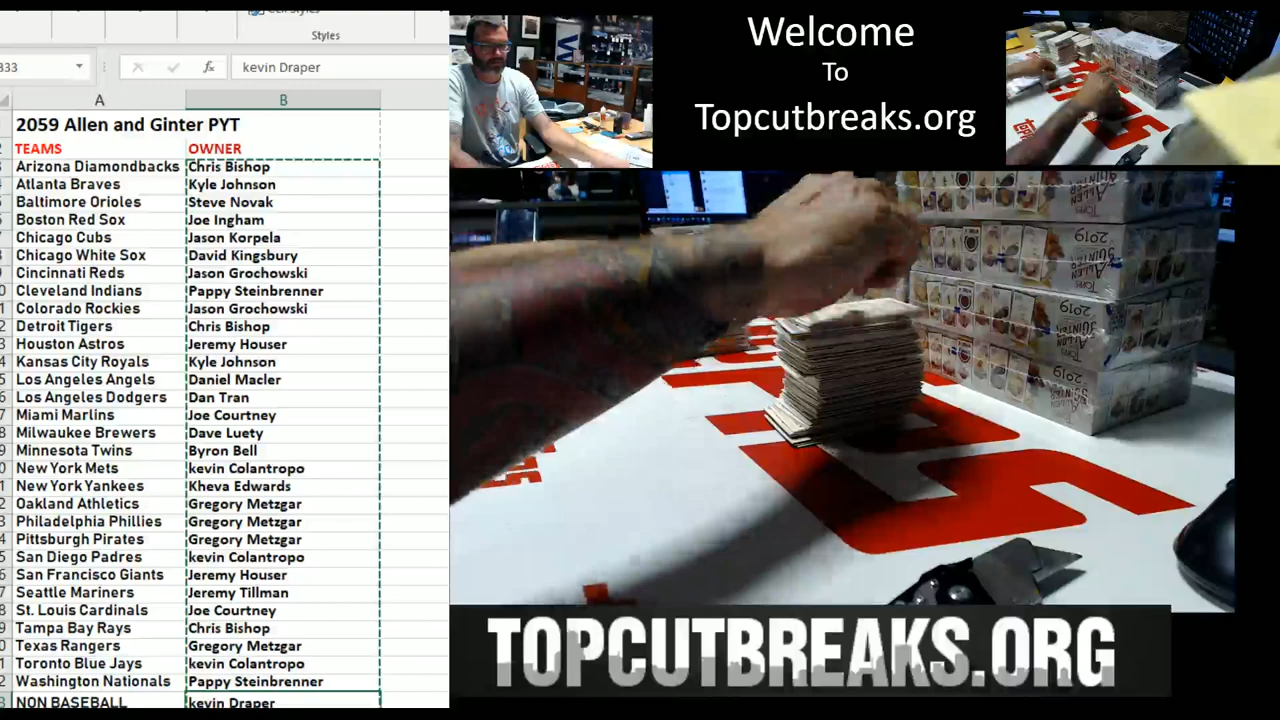 Cell Styles
Styles
333
fx
kevin Draper
A B
2059 Allen and Ginter PYT
TEAMS OWNER
Arizona Diamondbacks Chris Bishop
Atlanta Braves Kyle Johnson
Baltimore Orioles Steve Novak
Boston Red Sox Joe Ingham
Chicago Cubs Jason Korpela
Chicago White Sox David Kingsbury
Cincinnati Reds Jason Grochowski
Cleveland Indians Pappy Steinbrenner
Colorado Rockies Jason Grochowski
Detroit Tigers Chris Bishop
Houston Astros Jeremy Houser
Kansas City Royals Kyle Johnson
Los Angeles Angels Daniel Macler
Los Angeles Dodgers Dan Tran
Miami Marlins Joe Courtney
Milwaukee Brewers Dave Luety
Minnesota Twins Byron Bell
New York Mets kevin Colantropo
New York Yankees Kheva Edwards
Oakland Athletics Gregory Metzgar
Philadelphia Phillies Gregory Metzgar
Pittsburgh Pirates Gregory Metzgar
San Diego Padres kevin Colantropo
San Francisco Giants Jeremy Houser
Seattle Mariners Jeremy Tillman
St. Louis Cardinals Joe Courtney
Tampa Bay Rays Chris Bishop
Texas Rangers Gregory Metzgar
Toronto Blue Jays kevin Colantropo
Washington Nationals Pappy Steinbrenner
NON BASEBALL kevin Draper
Welcome
To
Topcutbreaks.org
TOPPS 2019
ALLEN & GINTER
TOPCUTBREAKS.ORG